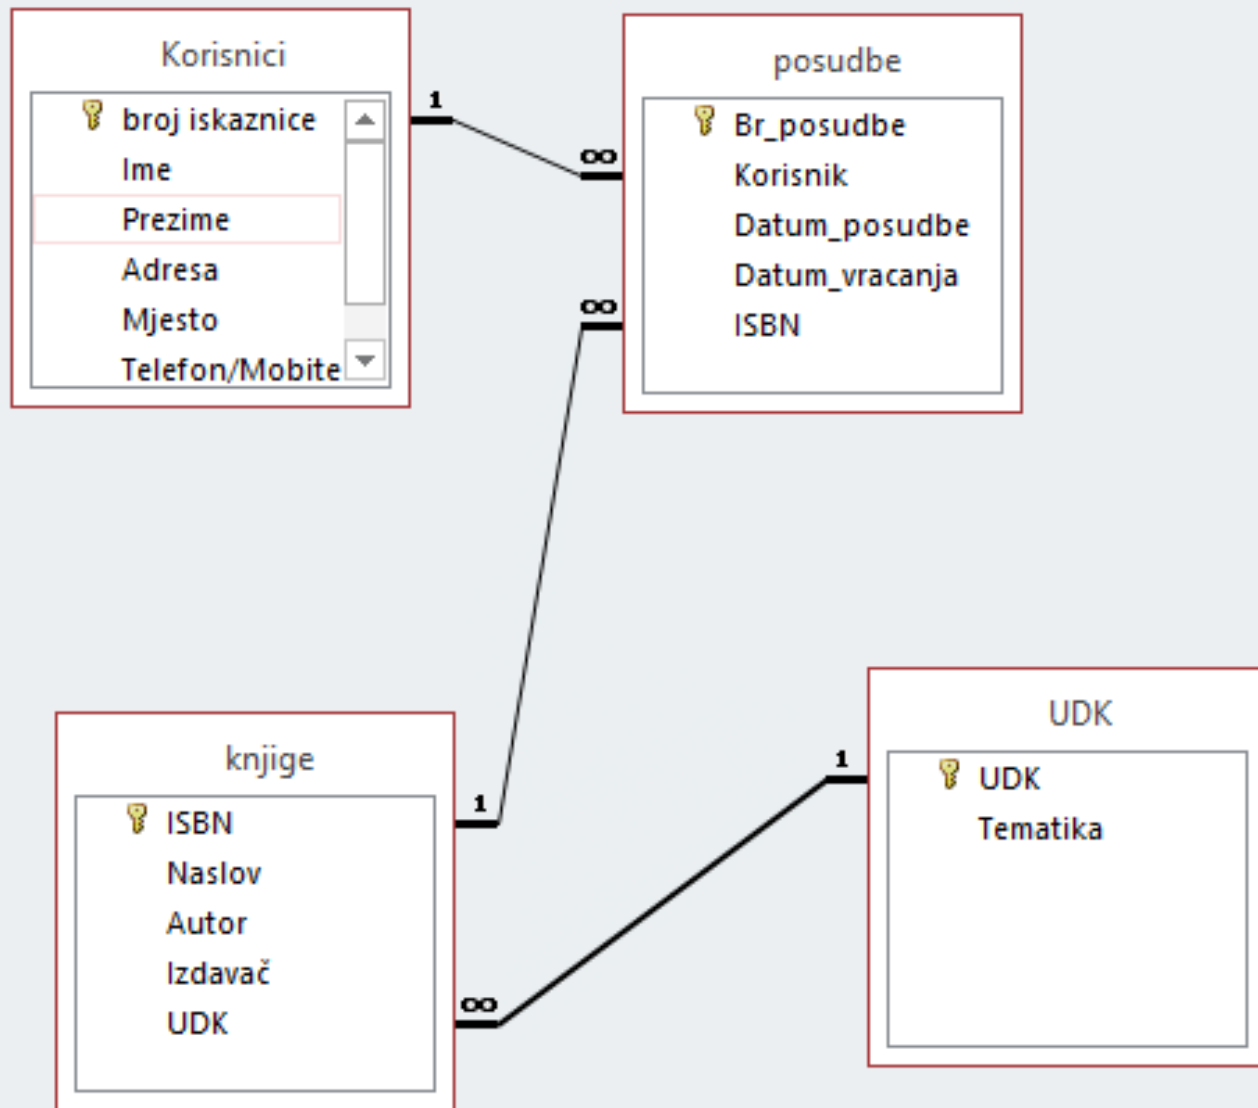 Korisnici
broj iskaznice
Ime
Prezime
Adresa
Mjesto
Telefon/Mobite
1
∞
posudbe
Br_posudbe
Korisnik
Datum_posudbe
Datum_vracanja
ISBN
∞
1
knjige
ISBN
Naslov
Autor
Izdavač
UDK
∞
1
UDK
UDK
Tematika